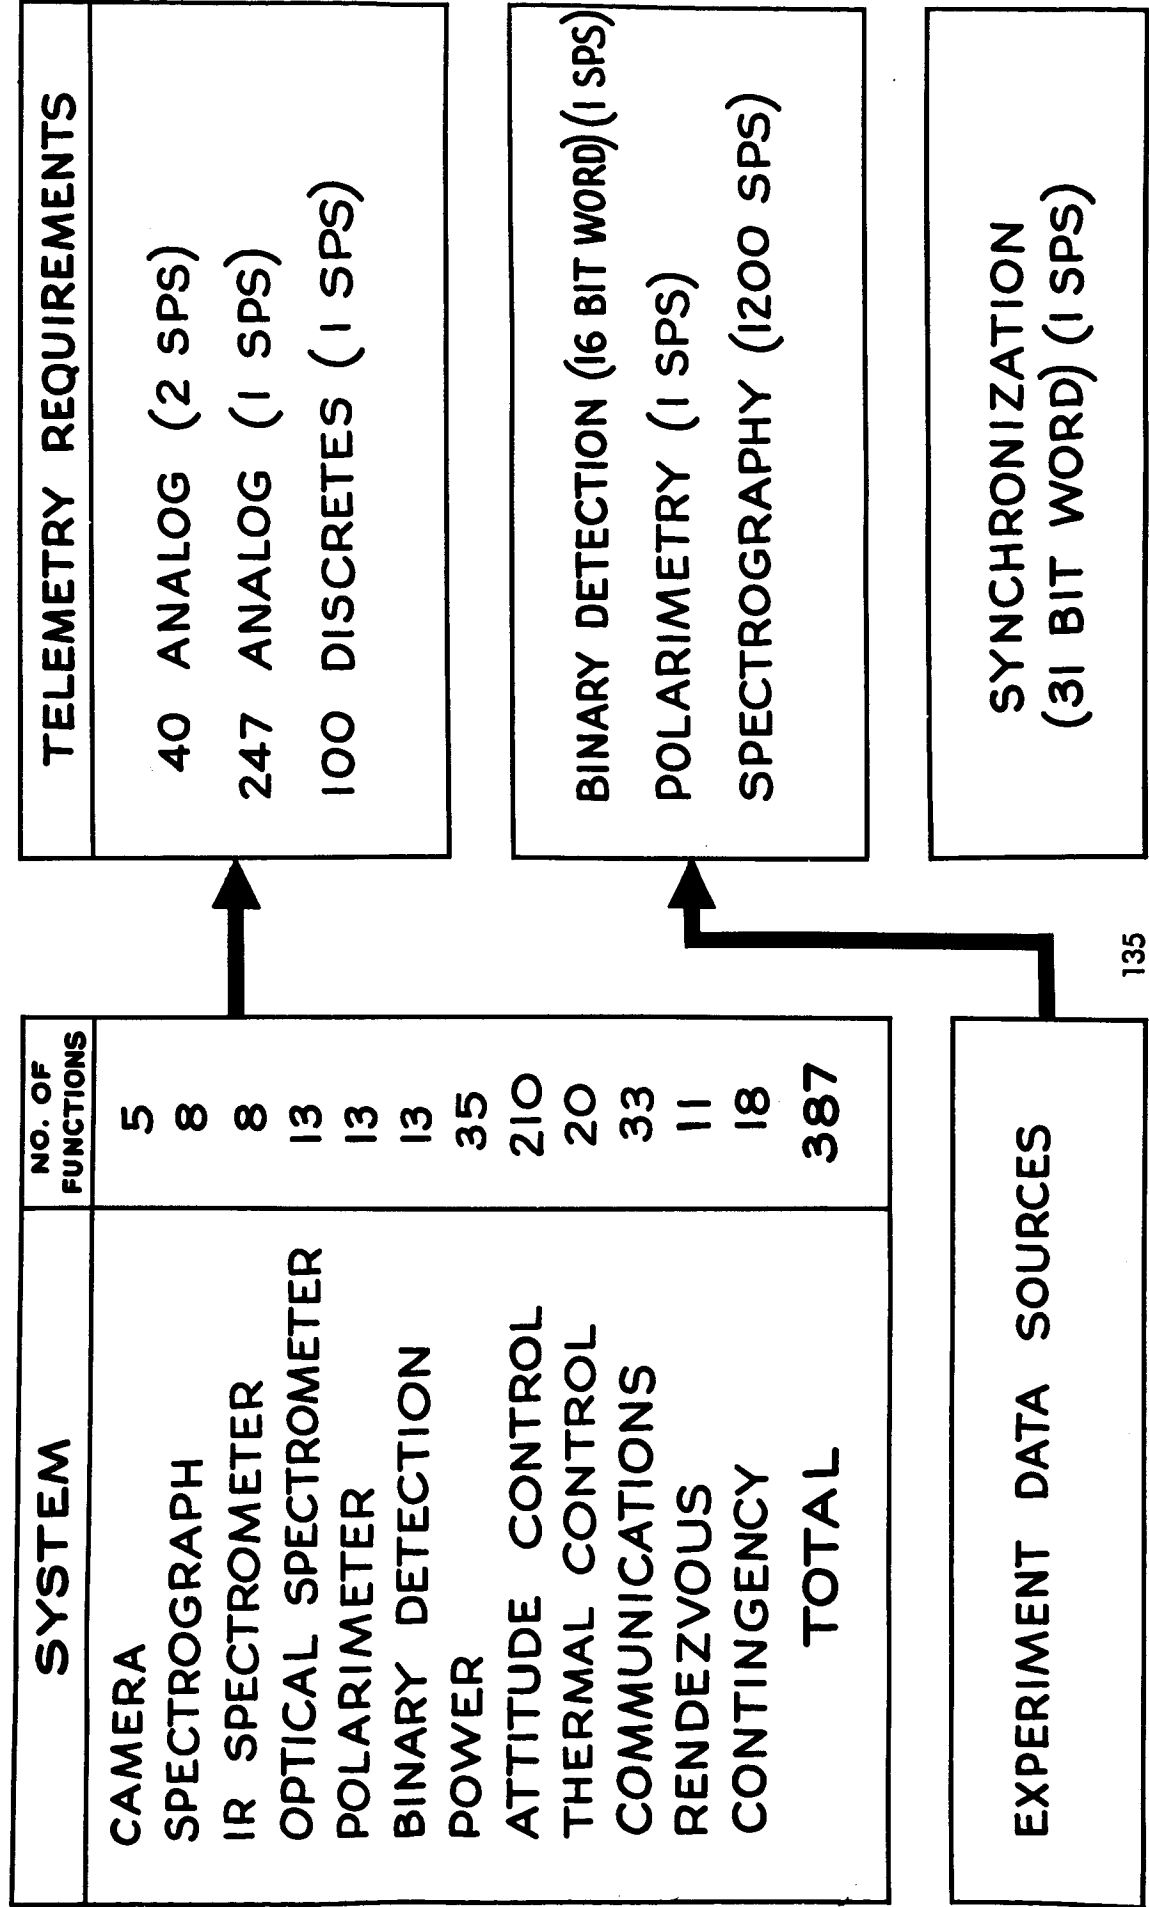 SYSTEM
NO. OF
FUNCTIONS
CAMERA 5
SPECTROGRAPH 8
IR SPECTROMETER 8
OPTICAL SPECTROMETER 13
POLARIMETER 13
BINARY DETECTION 13
POWER 35
ATTITUDE CONTROL 210
THERMAL CONTROL 20
COMMUNICATIONS 33
RENDEZVOUS 11
CONTINGENCY 18
TOTAL 387
EXPERIMENT DATA SOURCES
TELEMETRY REQUIREMENTS
40 ANALOG (2 SPS)
247 ANALOG (1 SPS)
100 DISCRETES (1 SPS)
BINARY DETECTION (16 BIT WORD)(1 SPS)
POLARIMETRY (1 SPS)
SPECTROGRAPHY (1200 SPS)
SYNCHRONIZATION
(31 BIT WORD) (1 SPS)
135